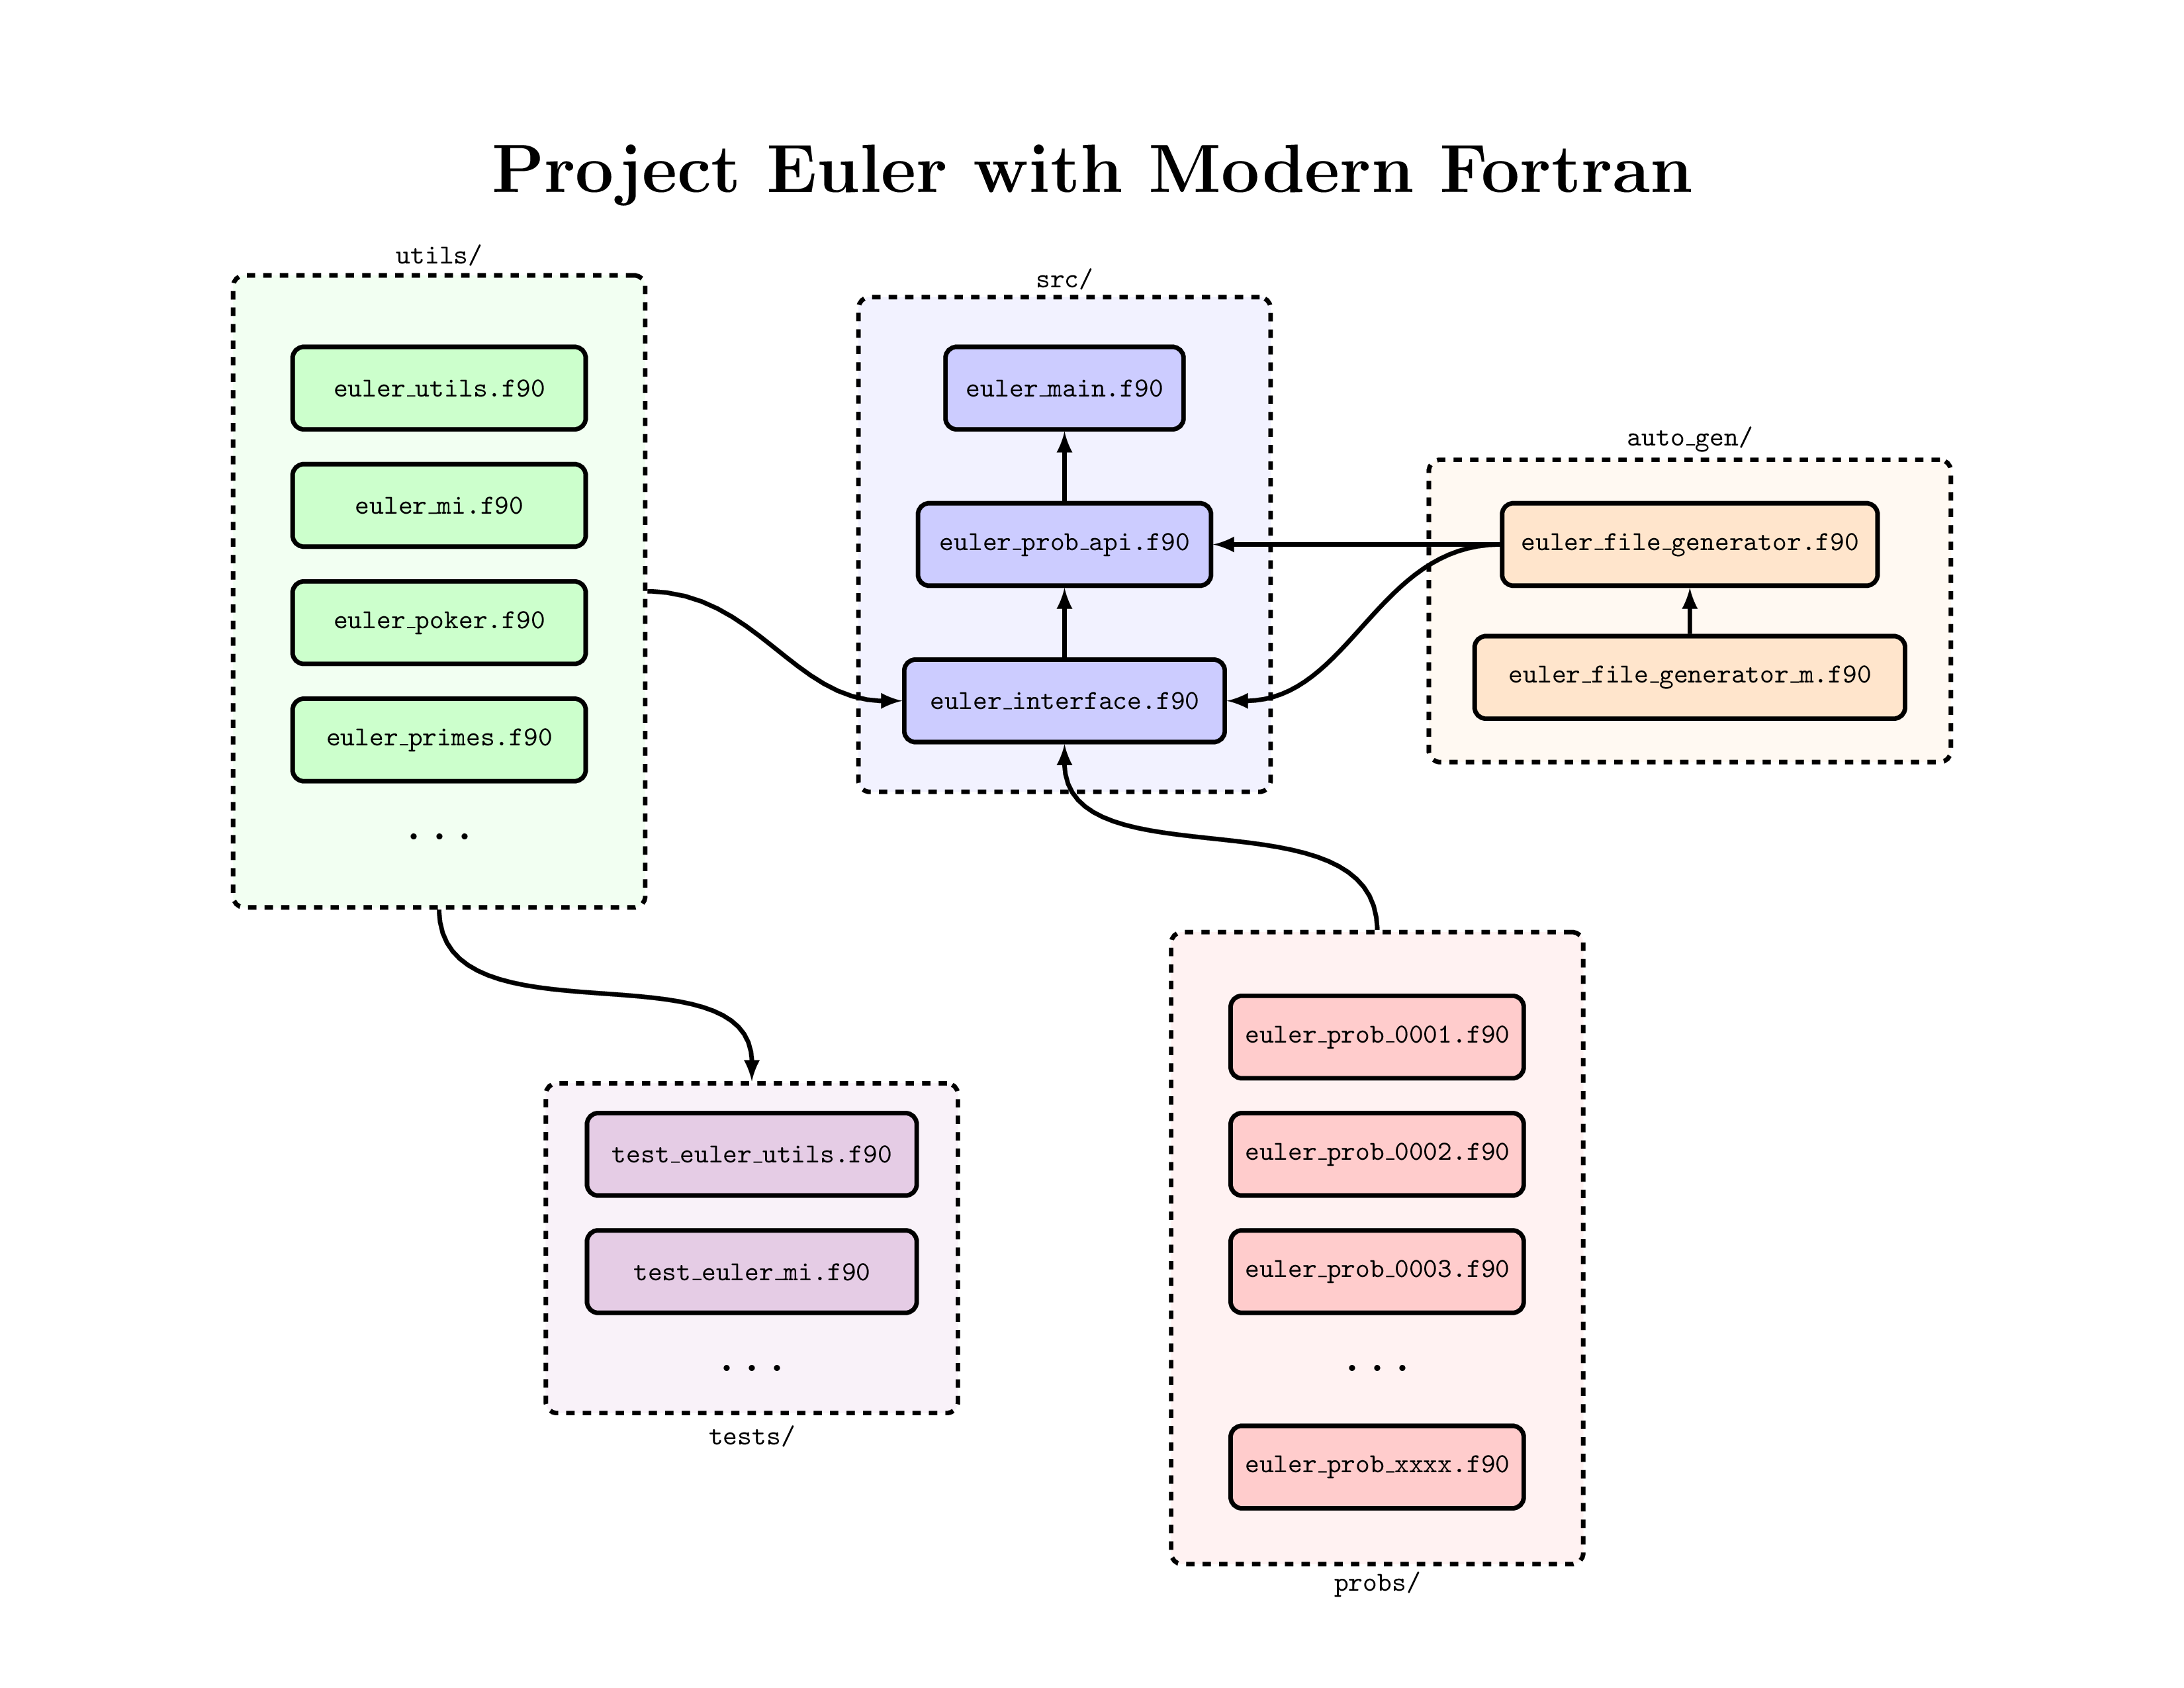 Project Euler with Modern Fortran
utils/
euler_utils.f90
euler_mi.f90
euler_poker.f90
euler_primes.f90
. . .
src/
euler_main.f90
euler_prob_api.f90
euler_interface.f90
auto_gen/
euler_file_generator.f90
euler_file_generator_m.f90
test_euler_utils.f90
test_euler_mi.f90
. . .
tests/
euler_prob_0001.f90
euler_prob_0002.f90
euler_prob_0003.f90
. . .
euler_prob_xxxx.f90
probs/